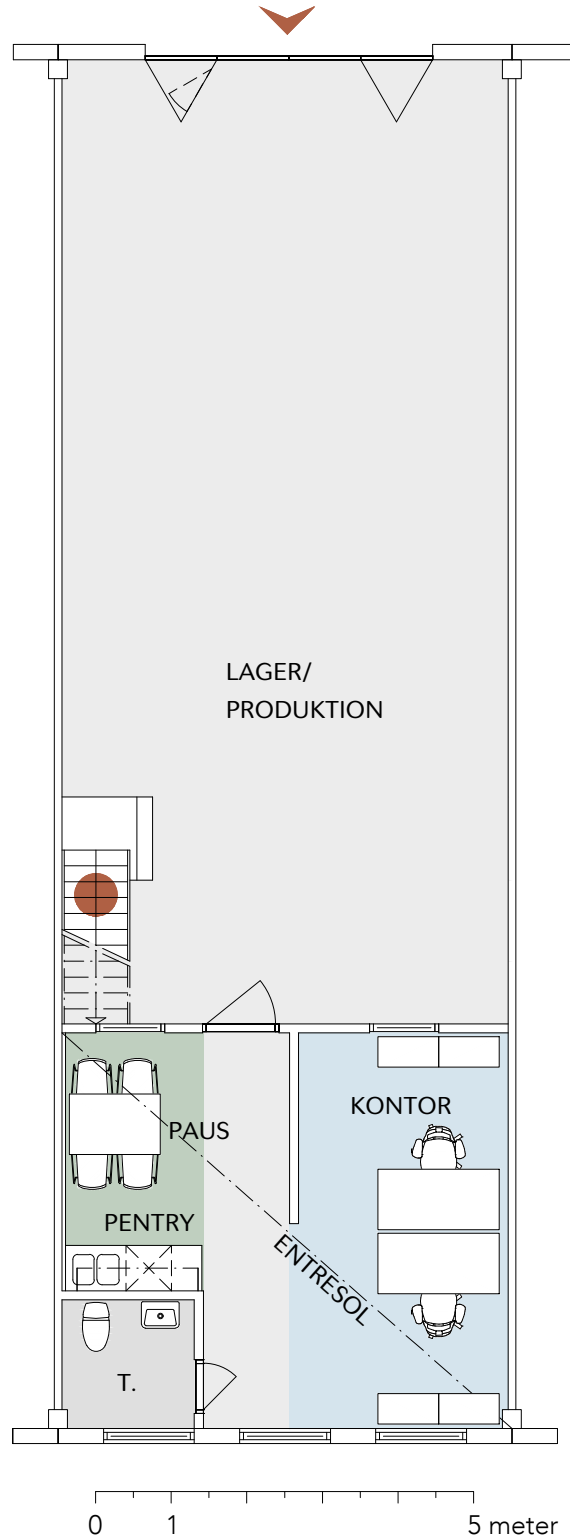 LAGER/
PRODUKTION
KONTOR
PAUS
PENTRY
ENTRESOL
T.
0 1 5 meter